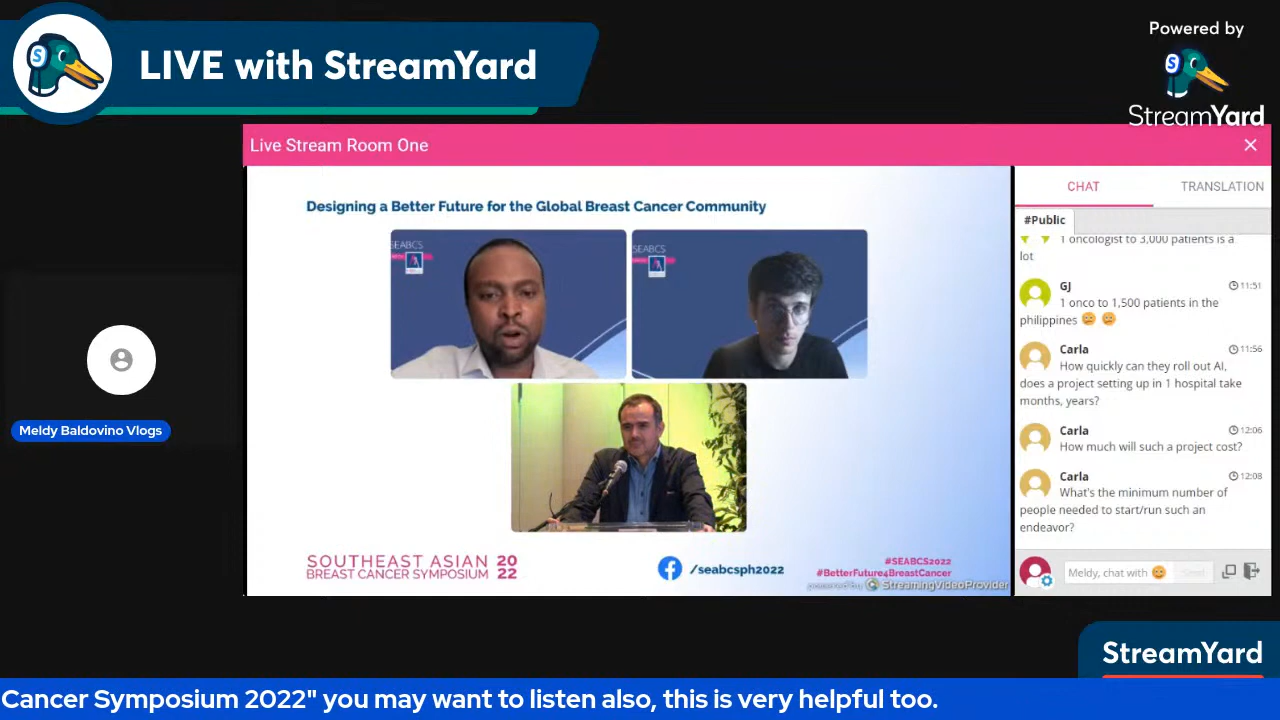 LIVE with StreamYard
Powered by
StreamYard
Live Stream Room One
Designing a Better Future for the Global Breast Cancer Community
SEABCS
SEABCS
SOUTHEAST ASIAN
BREAST CANCER SYMPOSIUM
20
22
/seabcsph2022
#SEABCS2022
#BetterFuture4BreastCancer
powered by StreamingVideoProvider
CHAT
TRANSLATION
#Public
1 oncologist to 3,000 patients is a
lot
GJ
11:51
1 onco to 1,500 patients in the
philippines
Carla
11:56
How quickly can they roll out AI,
does a project setting up in 1 hospital take
months, years?
Carla
12:06
How much will such a project cost?
Carla
12:08
What's the minimum number of
people needed to start/run such an
endeavor?
Meldy, chat with
Send
Meldy Baldovino Vlogs
StreamYard
Cancer Symposium 2022" you may want to listen also, this is very helpful too.